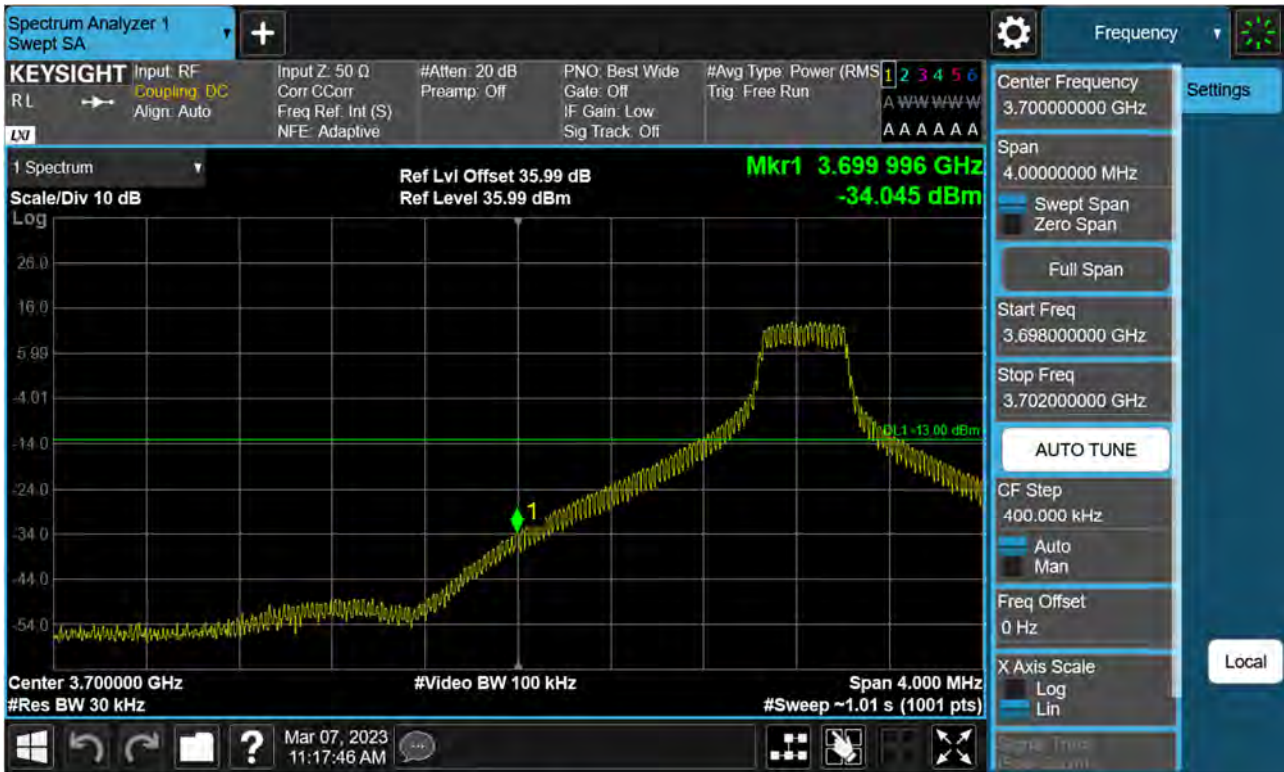 Spectrum Analyzer 1
Swept SA
+
Frequency
KEYSIGHT
R L
LXI
Input: RF
Coupling: DC
Align: Auto
Input Z: 50 Ω
Corr CCorr
Freq Ref: Int (S)
NFE: Adaptive
#Atten: 20 dB
Preamp: Off
PNO: Best Wide
Gate: Off
IF Gain: Low
Sig Track: Off
#Avg Type: Power (RMS
Trig: Free Run
1 2 3 4 5 6
A W W W W W
A A A A A A
1 Spectrum
Scale/Div 10 dB
Ref Lvl Offset 35.99 dB
Ref Level 35.99 dBm
Mkr1 3.699 996 GHz
-34.045 dBm
Log
26.0
16.0
5.99
-4.01
-14.0
-24.0
-34.0
-44.0
-54.0
DL1 -13.00 dBm
1
Center 3.700000 GHz
#Res BW 30 kHz
#Video BW 100 kHz
Span 4.000 MHz
#Sweep ~1.01 s (1001 pts)
Center Frequency
3.700000000 GHz
Span
4.00000000 MHz
Swept Span
Zero Span
Full Span
Start Freq
3.698000000 GHz
Stop Freq
3.702000000 GHz
AUTO TUNE
CF Step
400.000 kHz
Auto
Man
Freq Offset
0 Hz
X Axis Scale
Log
Lin
Settings
Local
?
Mar 07, 2023
11:17:46 AM